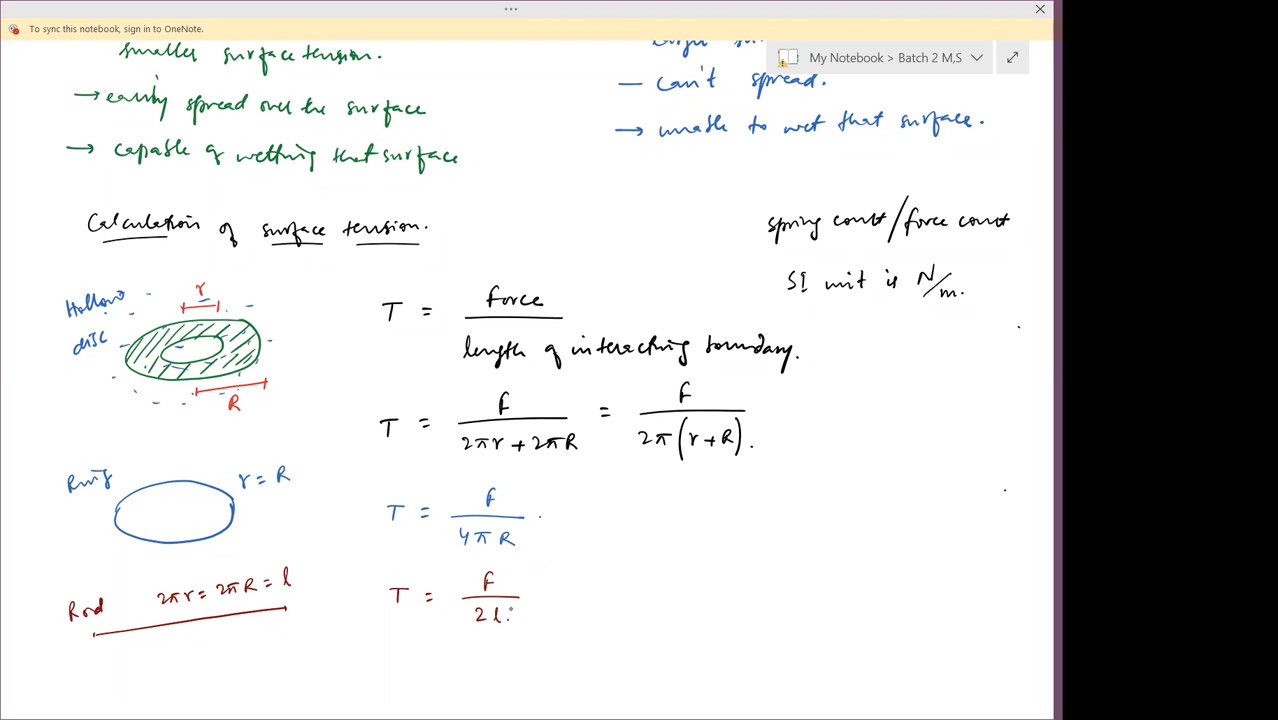 To sync this notebook, sign in to OneNote.
My Notebook > Batch 2 M,S
smaller surface tension.
→ easily spread over the surface
→ capable of wetting that surface
— can't spread.
→ unable to wet that surface.
Calculation of surface tension.
spring const/force const
SI unit is N/m.
Hollow disc
r
R
T = force / length of interacting boundary.
T = F / 2πr + 2πR = F / 2π(r+R).
Ring r = R
T = F / 4πR
Rod 2πr = 2πR = l
T = F / 2l